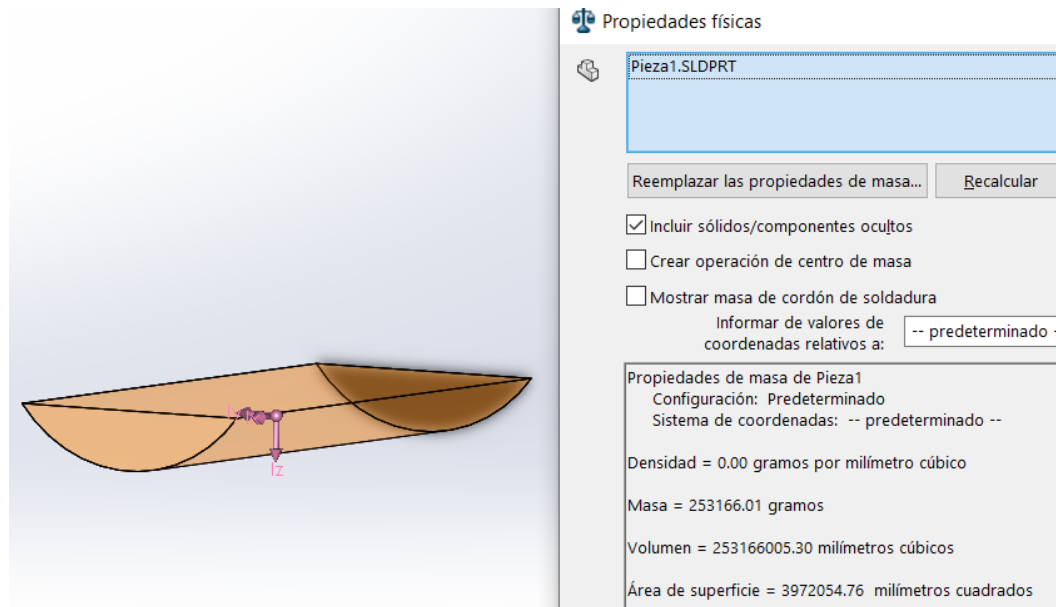 Propiedades físicas
Pieza1.SLDPRT
Reemplazar las propiedades de masa...
Recalcular
Incluir sólidos/componentes ocultos
Crear operación de centro de masa
Mostrar masa de cordón de soldadura
Informar de valores de
coordenadas relativos a:
-- predeterminado -
Propiedades de masa de Pieza1
Configuración: Predeterminado
Sistema de coordenadas: -- predeterminado --
Densidad = 0.00 gramos por milímetro cúbico
Masa = 253166.01 gramos
Volumen = 253166005.30 milímetros cúbicos
Área de superficie = 3972054.76 milímetros cuadrados
Iz